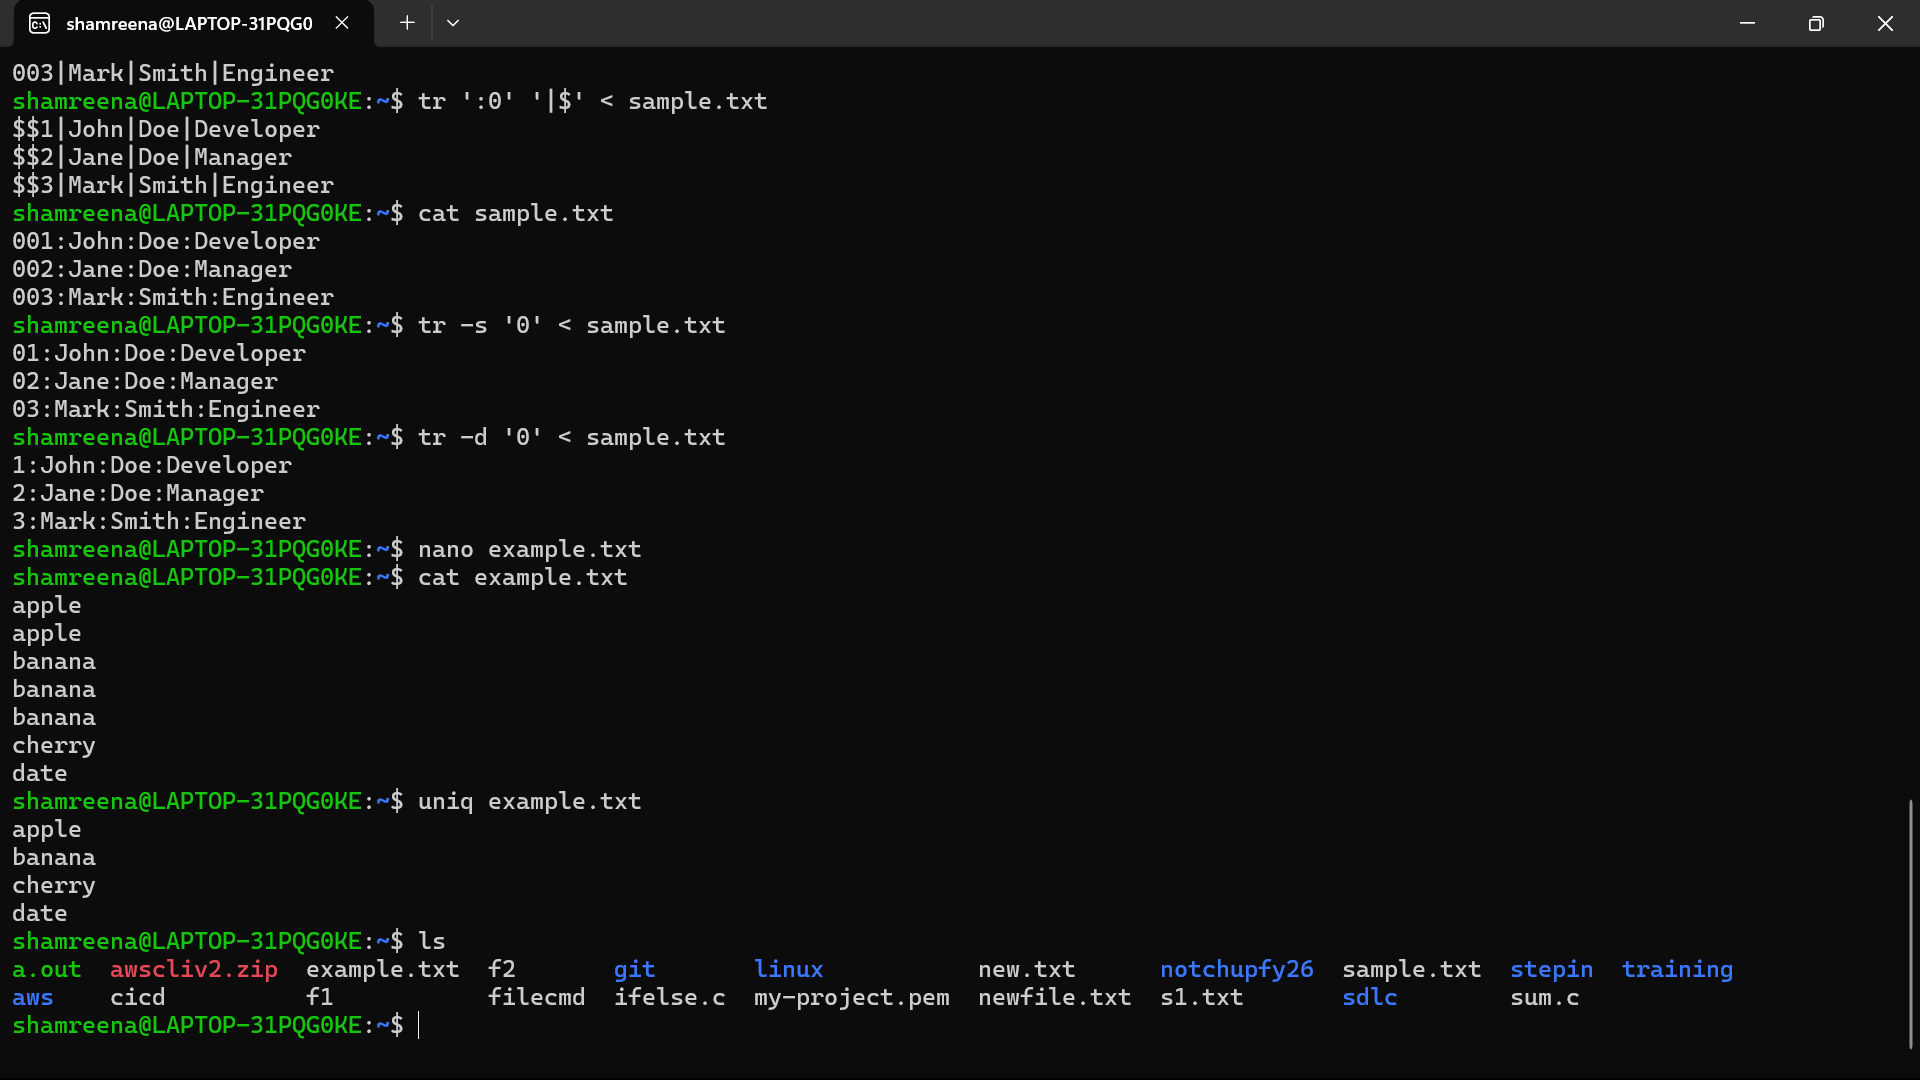 shamreena@LAPTOP-31PQG0
003|Mark|Smith|Engineer
shamreena@LAPTOP-31PQG0KE:~$ tr ':0' '|$' < sample.txt
$$1|John|Doe|Developer
$$2|Jane|Doe|Manager
$$3|Mark|Smith|Engineer
shamreena@LAPTOP-31PQG0KE:~$ cat sample.txt
001:John:Doe:Developer
002:Jane:Doe:Manager
003:Mark:Smith:Engineer
shamreena@LAPTOP-31PQG0KE:~$ tr -s '0' < sample.txt
01:John:Doe:Developer
02:Jane:Doe:Manager
03:Mark:Smith:Engineer
shamreena@LAPTOP-31PQG0KE:~$ tr -d '0' < sample.txt
1:John:Doe:Developer
2:Jane:Doe:Manager
3:Mark:Smith:Engineer
shamreena@LAPTOP-31PQG0KE:~$ nano example.txt
shamreena@LAPTOP-31PQG0KE:~$ cat example.txt
apple
apple
banana
banana
banana
cherry
date
shamreena@LAPTOP-31PQG0KE:~$ uniq example.txt
apple
banana
cherry
date
shamreena@LAPTOP-31PQG0KE:~$ ls
a.out  awscliv2.zip  example.txt  f2       git       linux           new.txt      notchupfy26  sample.txt  stepin  training
aws    cicd          f1           filecmd  ifelse.c  my-project.pem  newfile.txt  s1.txt       sdlc        sum.c
shamreena@LAPTOP-31PQG0KE:~$